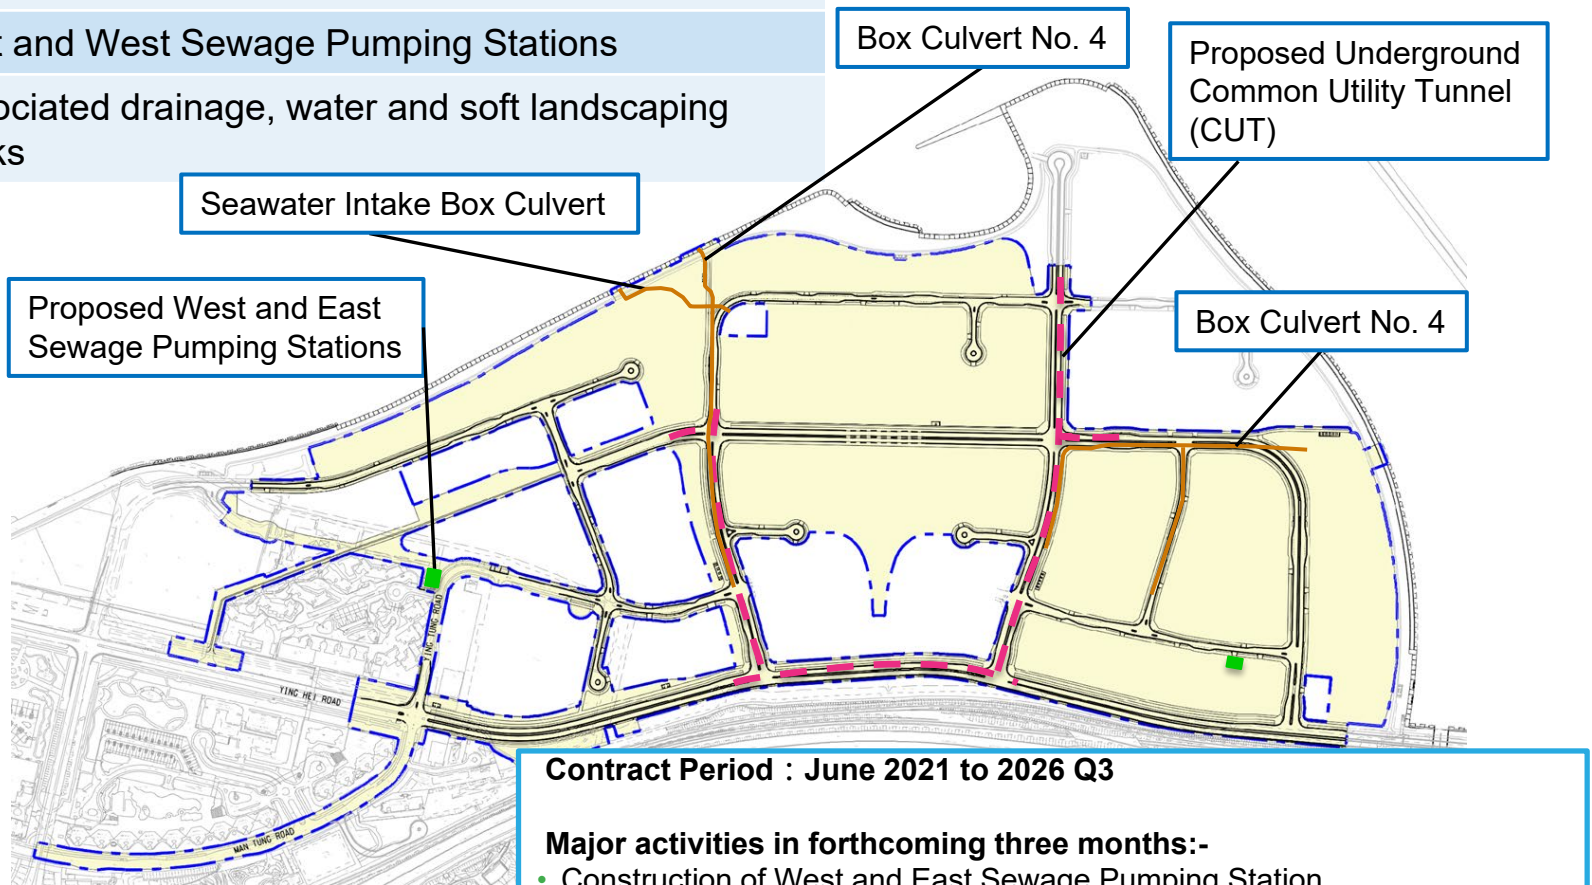 t and West Sewage Pumping Stations
ociated drainage, water and soft landscaping
ks
Box Culvert No. 4
Proposed Underground
Common Utility Tunnel
(CUT)
Seawater Intake Box Culvert
Proposed West and East
Sewage Pumping Stations
Box Culvert No. 4
YING TUNG ROAD
YING HEI ROAD
MAN TUNG ROAD
Contract Period : June 2021 to 2026 Q3
Major activities in forthcoming three months:-
• Construction of West and East Sewage Pumping Station